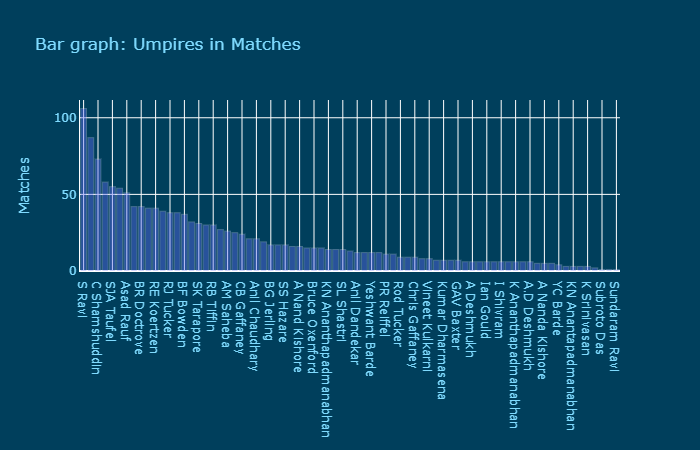 Bar graph: Umpires in Matches
Matches
100
50
0
S Ravi
C Shamshuddin
SJA Taufel
Asad Rauf
BR Doctrove
RE Koertzen
RJ Tucker
BF Bowden
SK Tarapore
RB Tiffin
AM Saheba
CB Gaffaney
Anil Chaudhary
BG Jerling
SS Hazare
A Nand Kishore
Bruce Oxenford
KN Ananthapadmanabhan
SL Shastri
Anil Dandekar
Yeshwant Barde
PR Reiffel
Rod Tucker
Chris Gaffaney
Vineet Kulkarni
Kumar Dharmasena
GAV Baxter
A Deshmukh
Ian Gould
I Shivram
K Ananthapadmanabhan
A.D Deshmukh
A Nanda Kishore
YC Barde
KN Anantapadmanabhan
K Srinivasan
Subroto Das
Sundaram Ravi